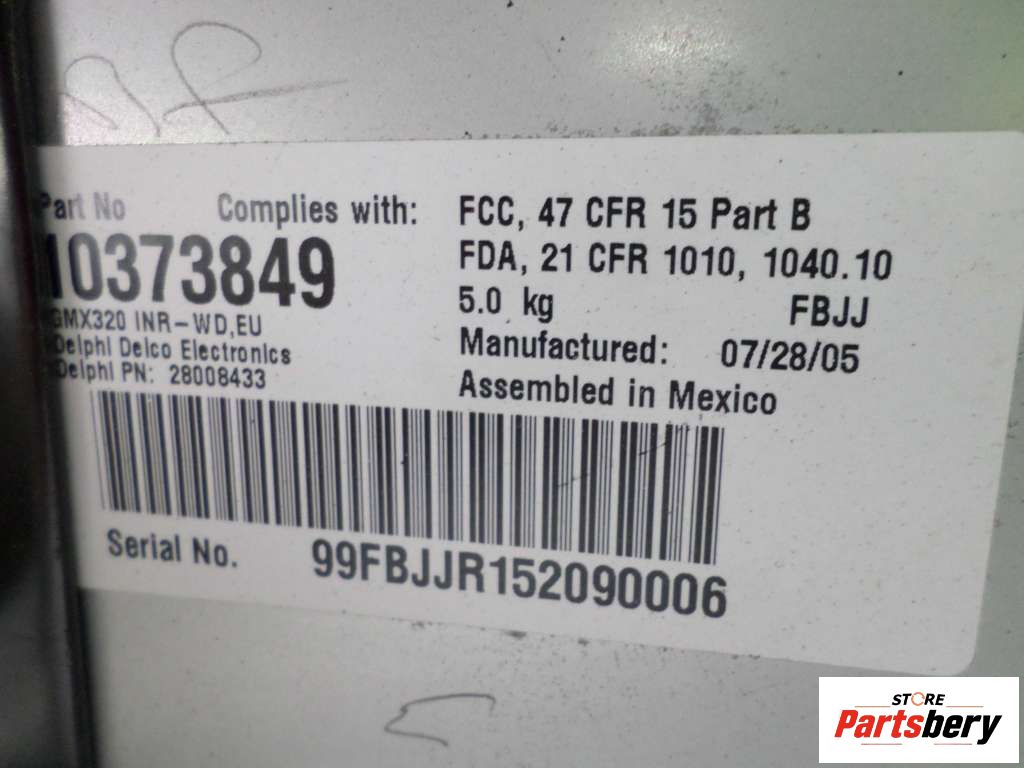 Part No
10373849
GMX320 INR-WD,EU
Delphi Delco Electronics
Delphi PN: 28008433
Complies with: FCC, 47 CFR 15 Part B
FDA, 21 CFR 1010, 1040.10
5.0 kg FBJJ
Manufactured: 07/28/05
Assembled in Mexico
Serial No. 99FBJJR152090006
STORE
Partsbery